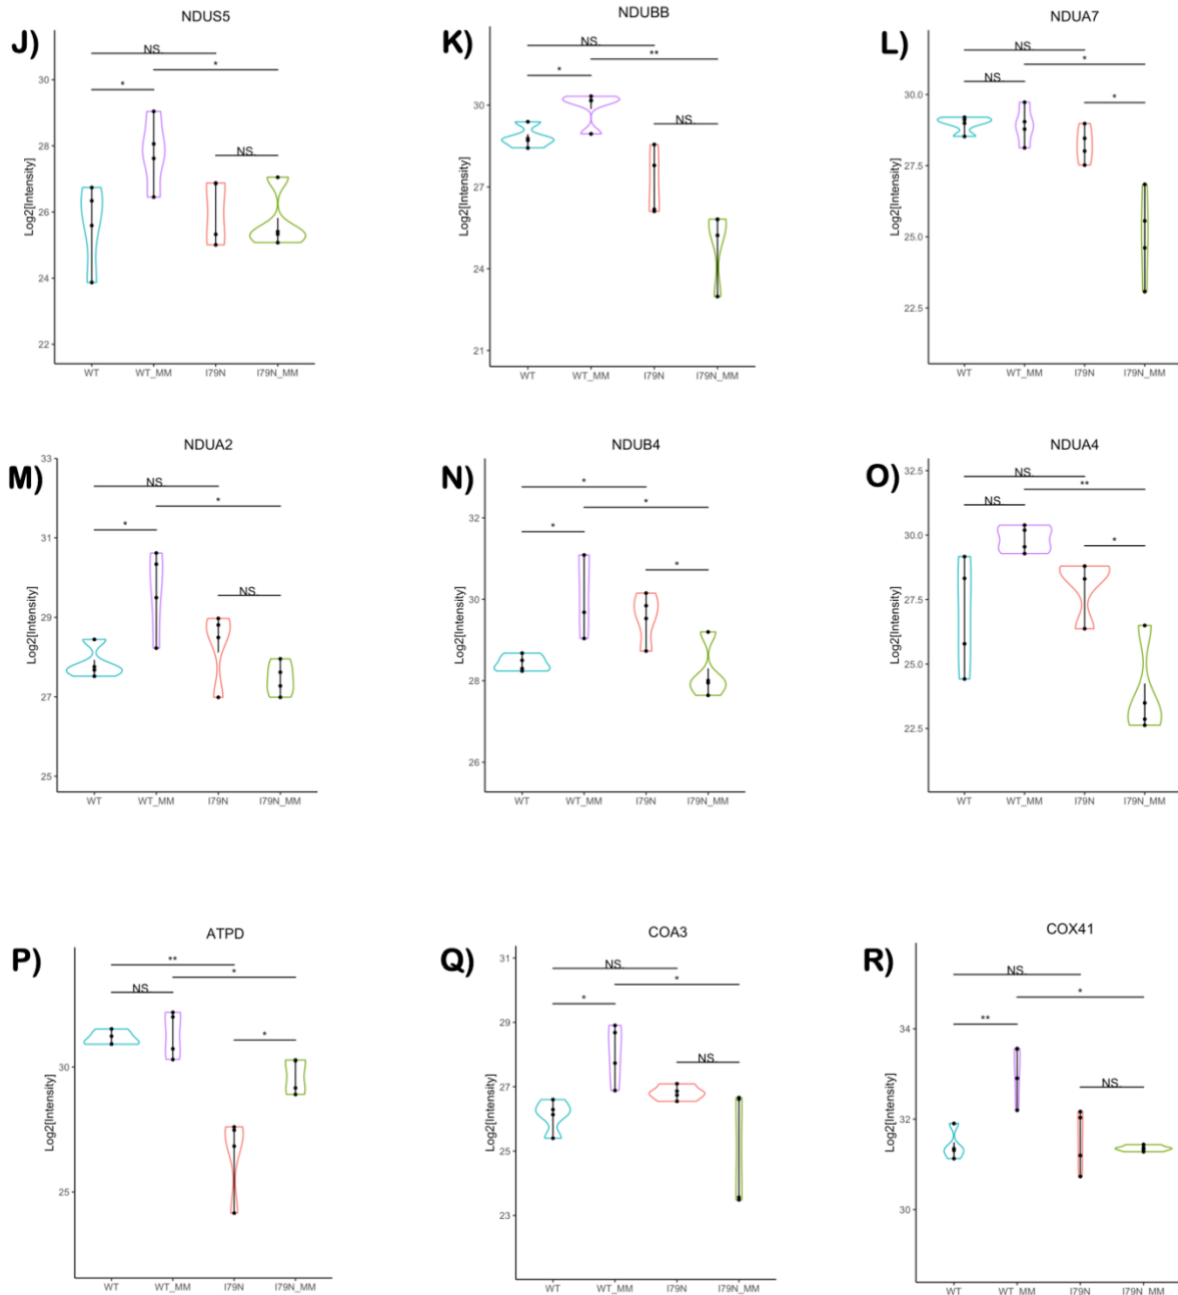 NDUS5
J)
Log2[Intensity]
30
28
26
24
22
NS.
*
*
NS.
WT WT_MM I79N I79N_MM
NDUBB
K)
Log2[Intensity]
30
27
24
21
NS.
**
*
NS.
WT WT_MM I79N I79N_MM
NDUA7
L)
Log2[Intensity]
30.0
27.5
25.0
22.5
NS
*
NS.
*
WT WT_MM I79N I79N_MM
NDUA2
M)
Log2[Intensity]
33
31
29
27
25
NS
*
*
NS.
WT WT_MM I79N I79N_MM
NDUB4
N)
Log2[Intensity]
32
30
28
26
*
*
*
*
WT WT_MM I79N I79N_MM
NDUA4
O)
Log2[Intensity]
32.5
30.0
27.5
25.0
22.5
NS.
**
NS.
*
WT WT_MM I79N I79N_MM
ATPD
P)
Log2[Intensity]
30
25
**
*
NS.
*
WT WT_MM I79N I79N_MM
COA3
Q)
Log2[Intensity]
31
29
27
25
23
NS.
*
*
NS.
WT WT_MM I79N I79N_MM
COX41
R)
Log2[Intensity]
34
32
30
NS.
*
**
NS.
WT WT_MM I79N I79N_MM